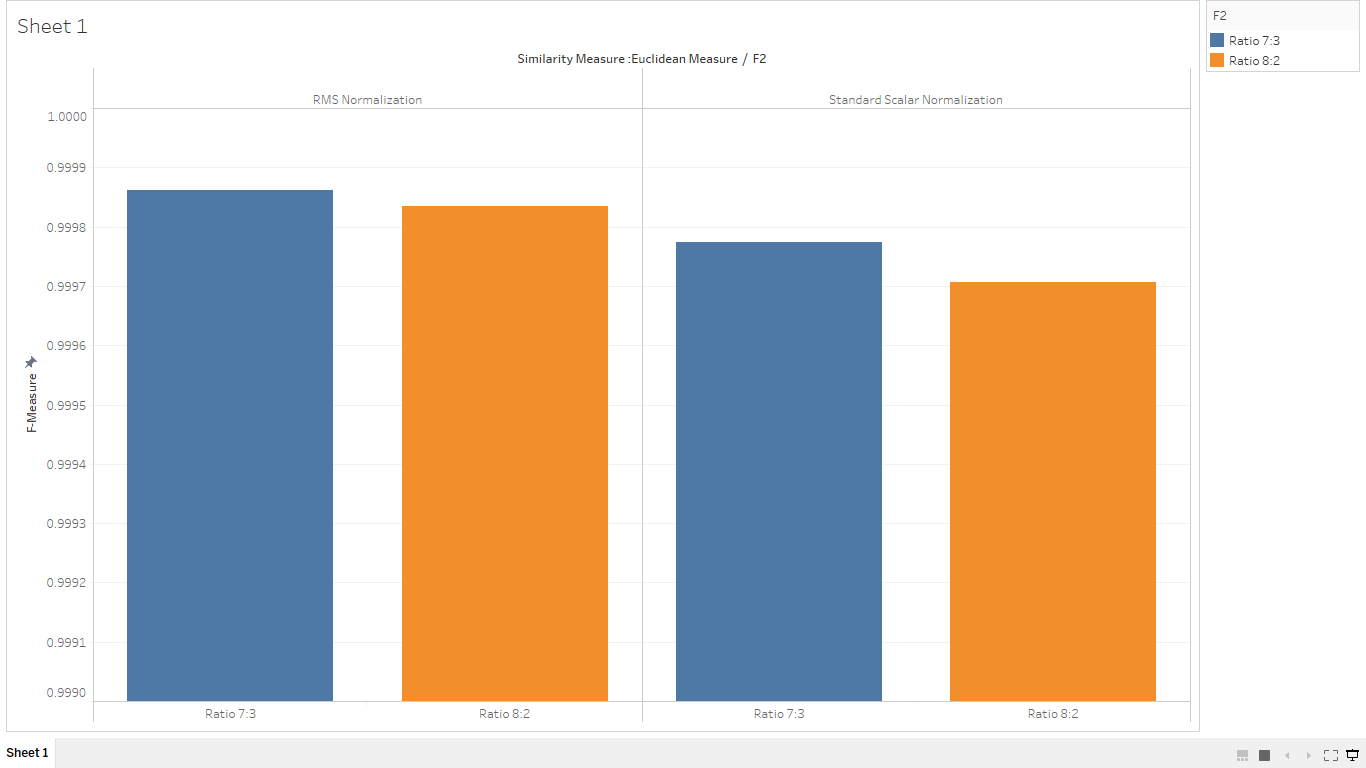 Sheet 1
Similarity Measure :Euclidean Measure / F2
RMS Normalization
Standard Scalar Normalization
1.0000
0.9999
0.9998
0.9997
0.9996
0.9995
0.9994
0.9993
0.9992
0.9991
0.9990
F-Measure
Ratio 7:3
Ratio 8:2
Ratio 7:3
Ratio 8:2
F2
Ratio 7:3
Ratio 8:2
Sheet 1